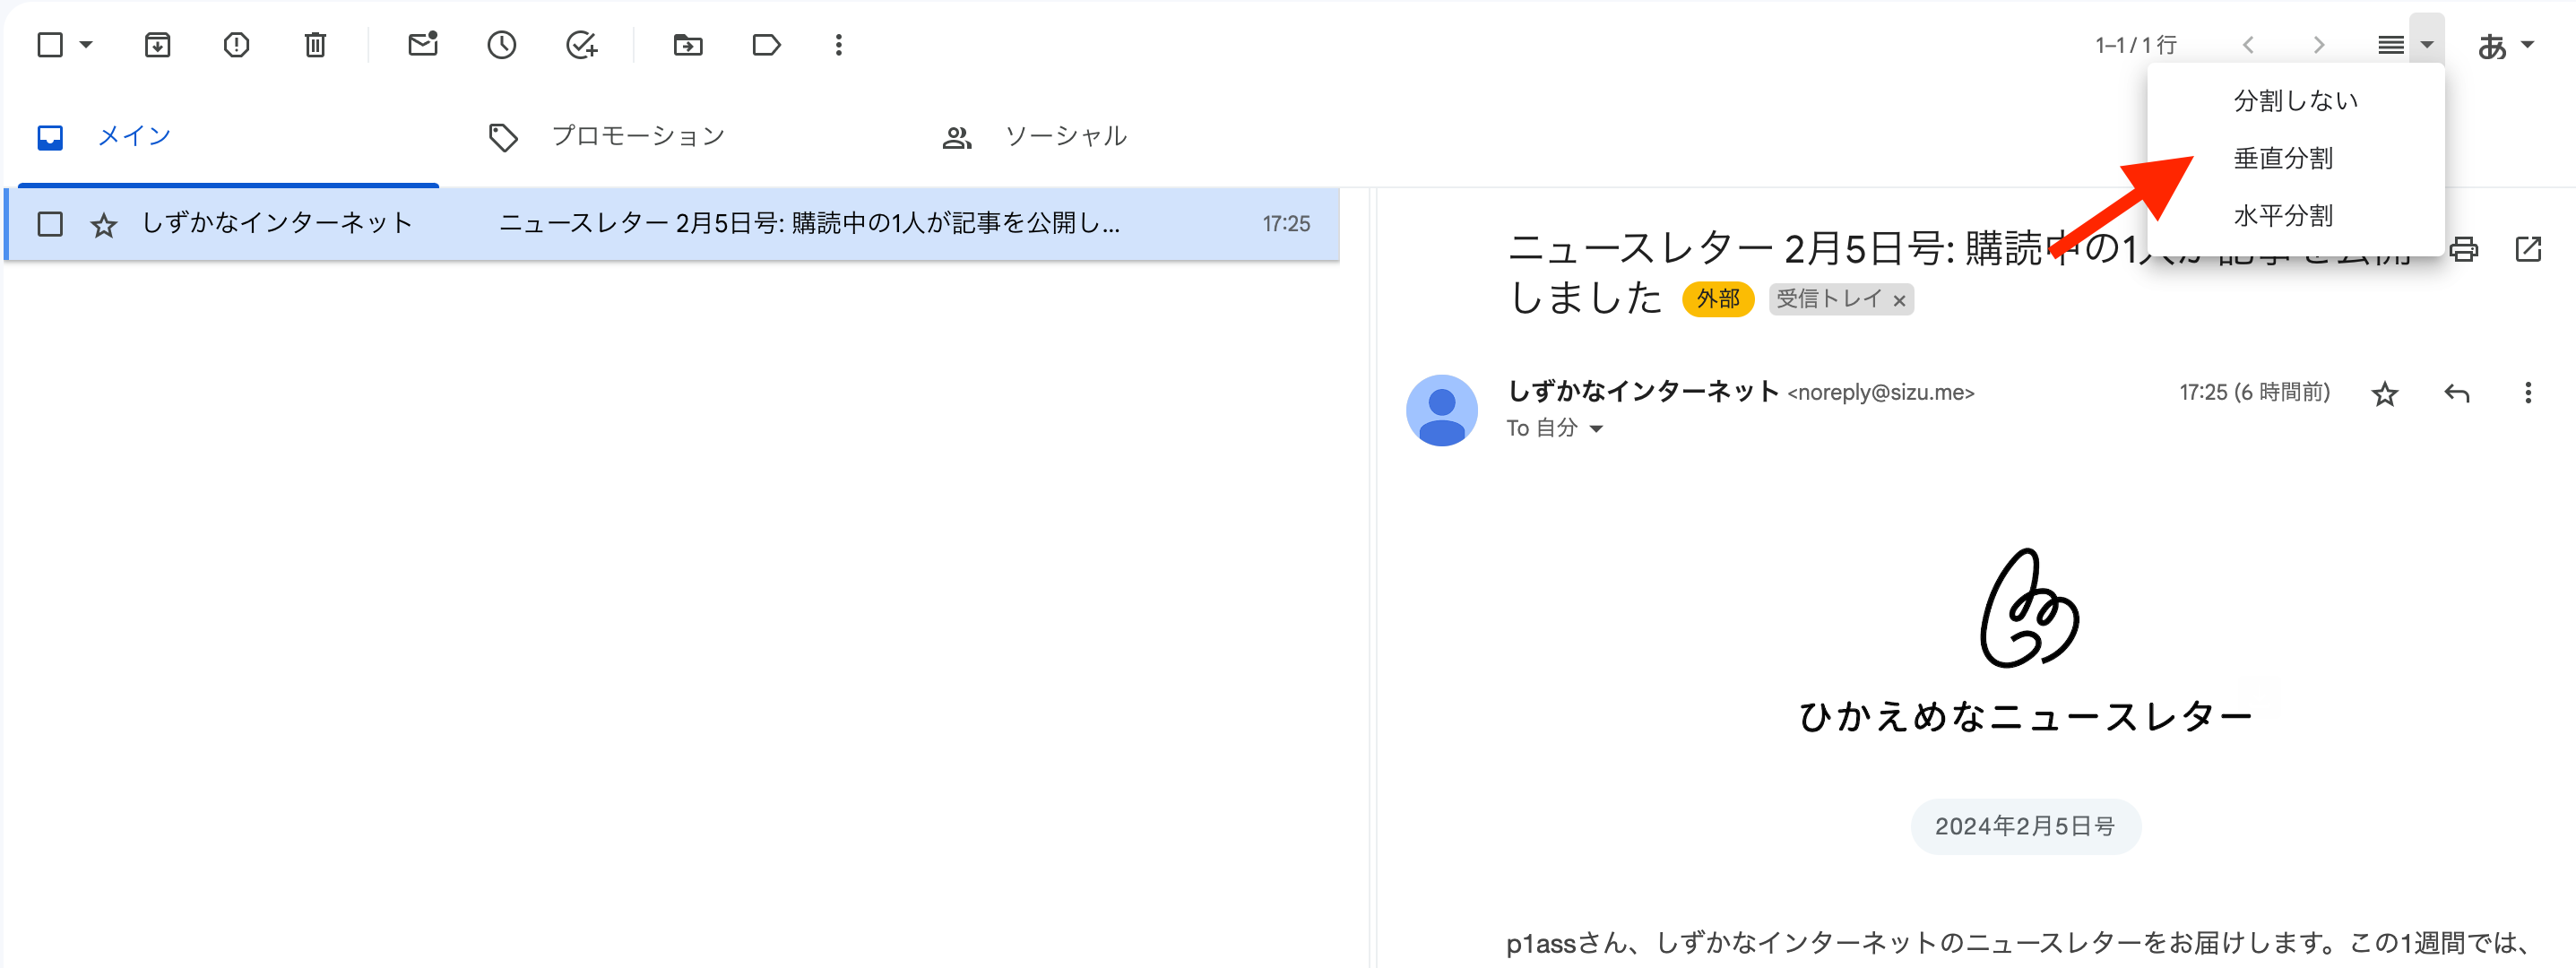 1–1 / 1 行
あ
分割しない
垂直分割
水平分割
メイン
プロモーション
ソーシャル
しずかなインターネット
ニュースレター 2月5日号: 購読中の1人が記事を公開し...
17:25
ニュースレター 2月5日号: 購読中の1人が記事を公開
しました 外部 受信トレイ ×
しずかなインターネット <noreply@sizu.me>
17:25 (6 時間前)
To 自分
ひかえめなニュースレター
2024年2月5日号
p1assさん、しずかなインターネットのニュースレターをお届けします。この1週間では、